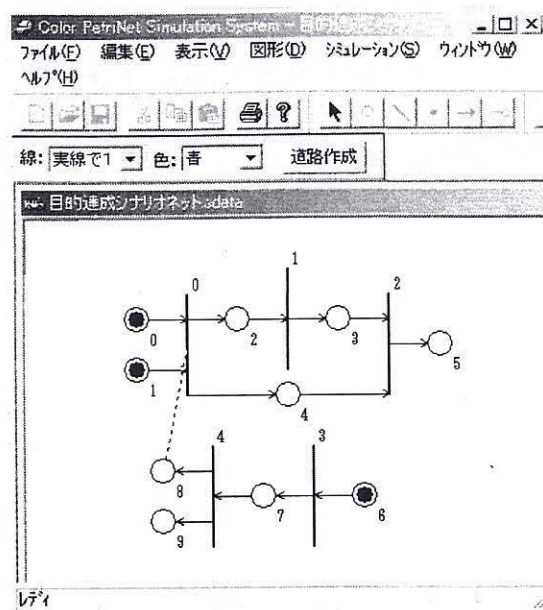 Color PetriNet Simulation System - 目的達
ファイル(F) 編集(E) 表示(V) 図形(D) シミュレーション(S) ウィンドウ(W)
ヘルプ(H)
線: 実線で1 色: 青 道路作成
目的達成シナリオネット.sdata
0 1 2
0 2 3 5
1 4
4 3
8 7 6
9
レディ